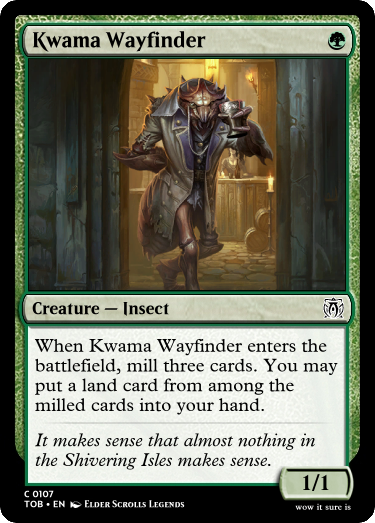 Kwama Wayfinder
Creature — Insect
When Kwama Wayfinder enters the
battlefield, mill three cards. You may
put a land card from among the
milled cards into your hand.
It makes sense that almost nothing in
the Shivering Isles makes sense.
1/1
C 0107
TOB • EN Elder Scrolls Legends
wow it sure is